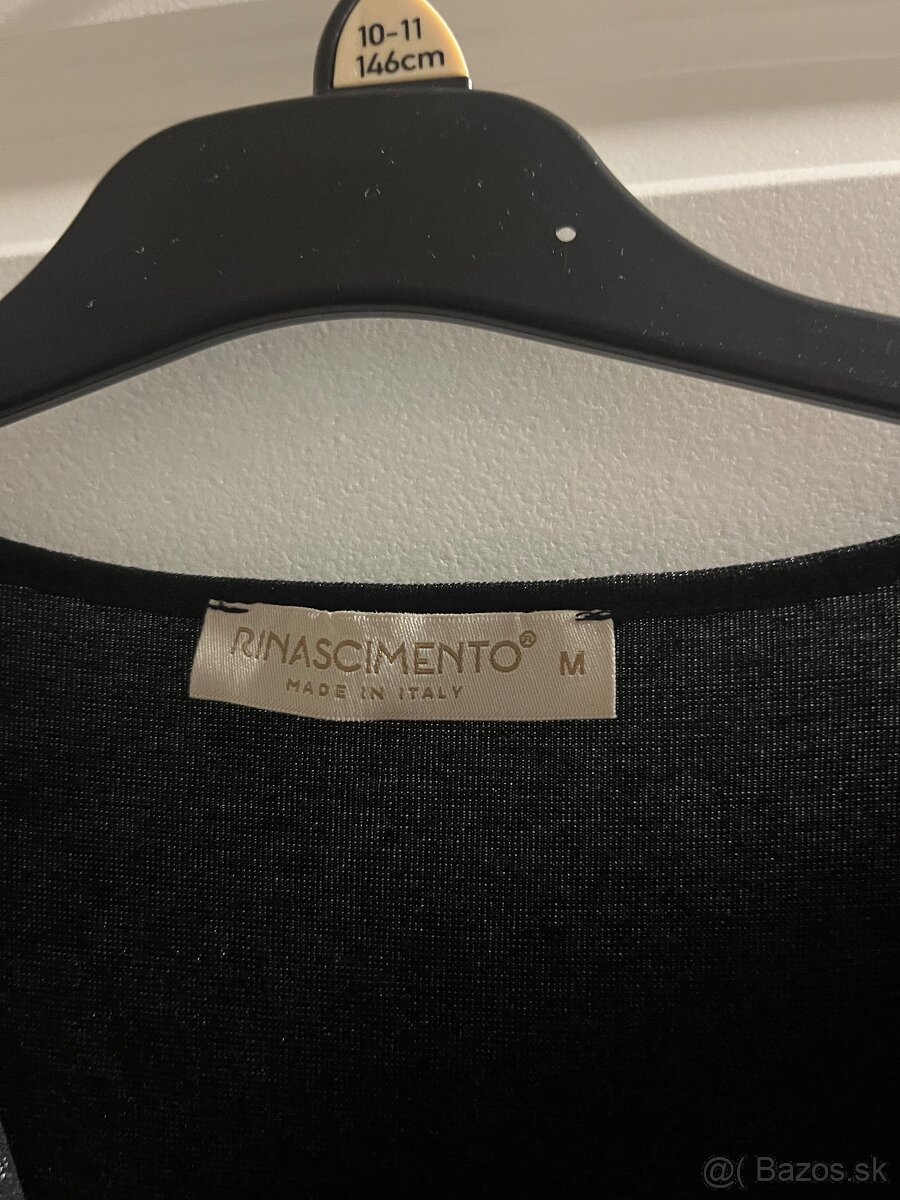 10-11
146cm
RINASCIMENTO® M
MADE IN ITALY
@( Bazos.sk